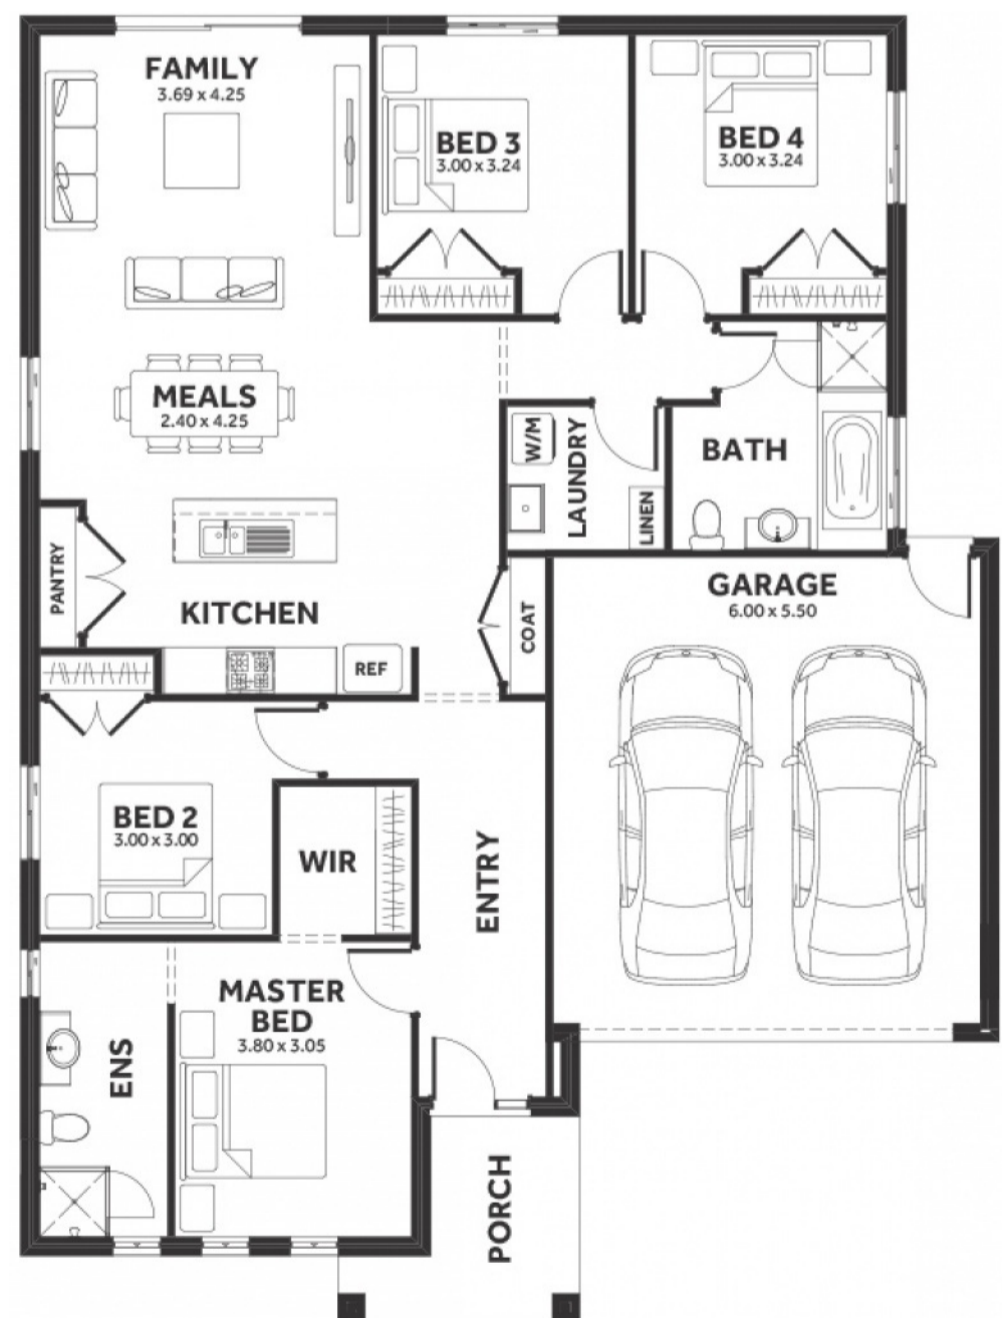 FAMILY
3.69 x 4.25
BED 3
3.00 x 3.24
BED 4
3.00 x 3.24
MEALS
2.40 x 4.25
W/M
LAUNDRY
LINEN
BATH
PANTRY
KITCHEN
REF
COAT
GARAGE
6.00 x 5.50
BED 2
3.00 x 3.00
WIR
ENTRY
MASTER
BED
3.80 x 3.05
ENS
PORCH